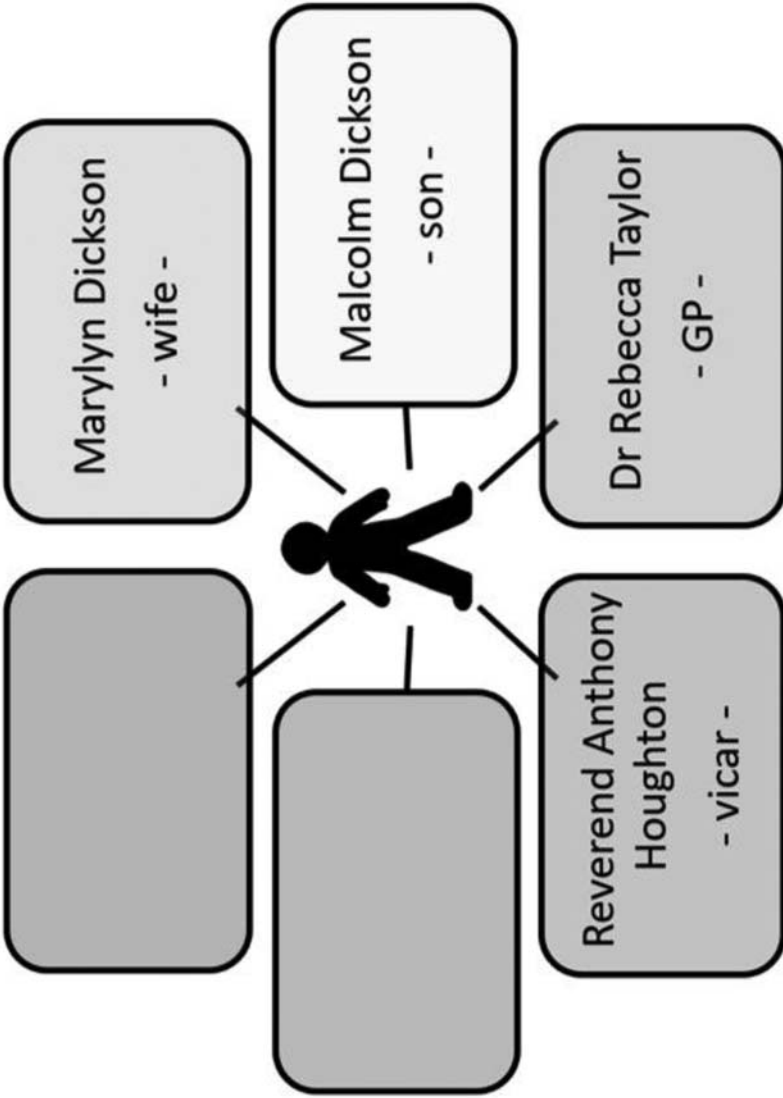 Marylyn Dickson
- wife -
Malcolm Dickson
- son -
Dr Rebecca Taylor
- GP -
Reverend Anthony
Houghton
- vicar -